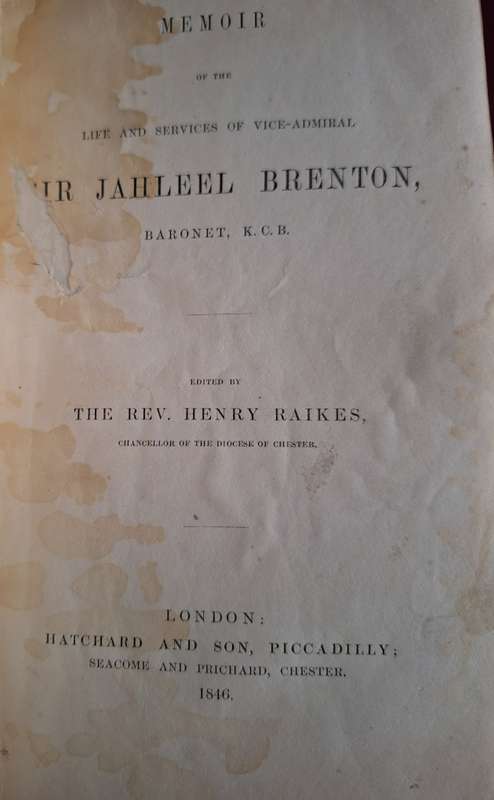 MEMOIR
OF THE
LIFE AND SERVICES OF VICE-ADMIRAL
SIR JAHLEEL BRENTON,
BARONET, K.C.B.
EDITED BY
THE REV. HENRY RAIKES,
CHANCELLOR OF THE DIOCESE OF CHESTER.
LONDON:
HATCHARD AND SON, PICCADILLY;
SEACOME AND PRICHARD, CHESTER.
1846.